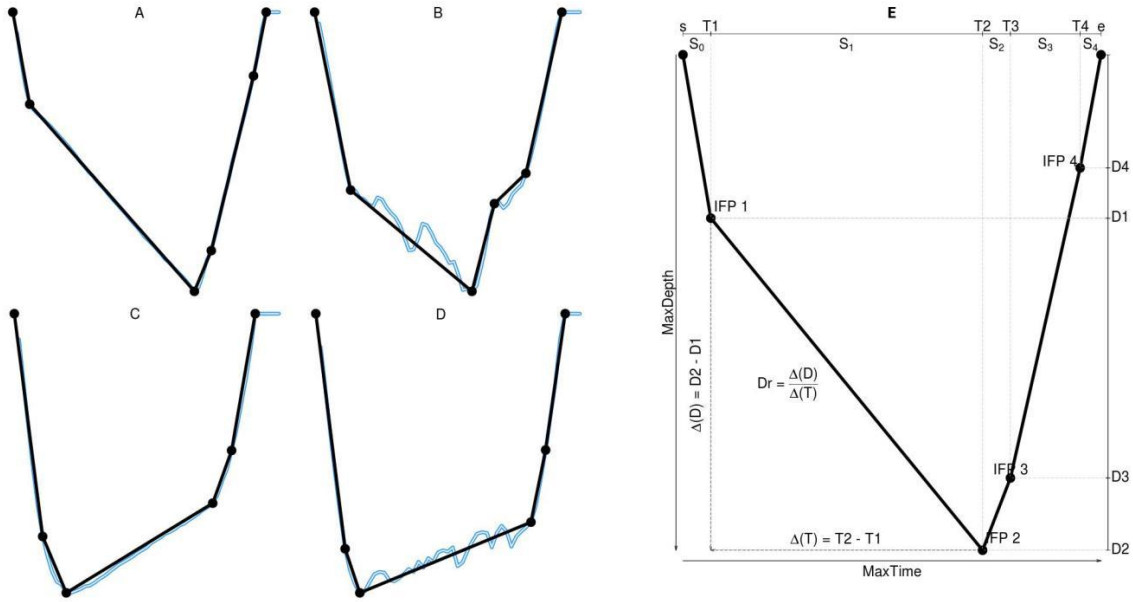 A
B
C
D
E
s T1 T2 T3 T4 e
S0 S1 S2 S3 S4
IFP 4
D4
IFP 1
D1
MaxDepth
Δ(D) = D2 - D1
Dr = Δ(D)
Δ(T)
IFP 3
D3
Δ(T) = T2 - T1
IFP 2
D2
MaxTime